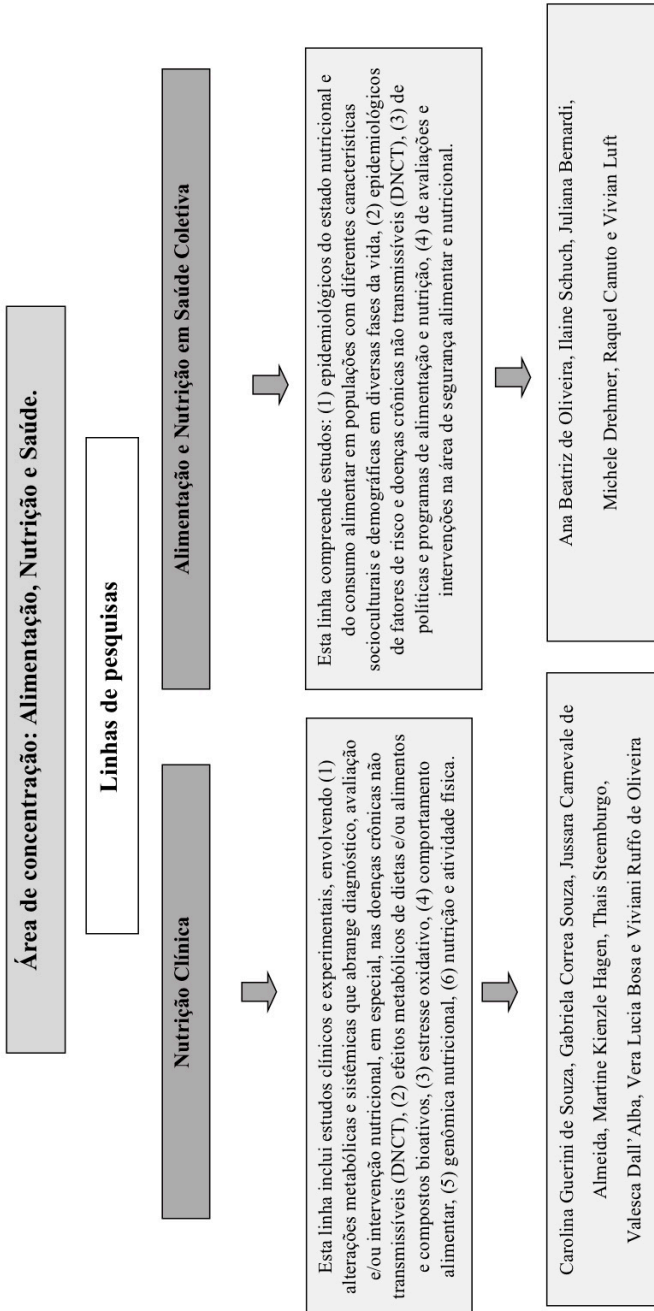 Área de concentração: Alimentação, Nutrição e Saúde.
Linhas de pesquisas
Nutrição Clínica
Esta linha inclui estudos clínicos e experimentais, envolvendo (1)
alterações metabólicas e sistêmicas que abrange diagnóstico, avaliação
e/ou intervenção nutricional, em especial, nas doenças crônicas não
transmissíveis (DNCT), (2) efeitos metabólicos de dietas e/ou alimentos
e compostos bioativos, (3) estresse oxidativo, (4) comportamento
alimentar, (5) genômica nutricional, (6) nutrição e atividade física.
Carolina Guerini de Souza, Gabriela Correa Souza, Jussara Carnevale de
Almeida, Martine Kienzle Hagen, Thais Steemburgo,
Valesca Dall’Alba, Vera Lucia Bosa e Viviani Ruffo de Oliveira
Alimentação e Nutrição em Saúde Coletiva
Esta linha compreende estudos: (1) epidemiológicos do estado nutricional e
do consumo alimentar em populações com diferentes características
socioculturais e demográficas em diversas fases da vida, (2) epidemiológicos
de fatores de risco e doenças crônicas não transmissíveis (DNCT), (3) de
políticas e programas de alimentação e nutrição, (4) de avaliações e
intervenções na área de segurança alimentar e nutricional.
Ana Beatriz de Oliveira, Ilaine Schuch, Juliana Bernardi,
Michele Drehmer, Raquel Canuto e Vivian Luft